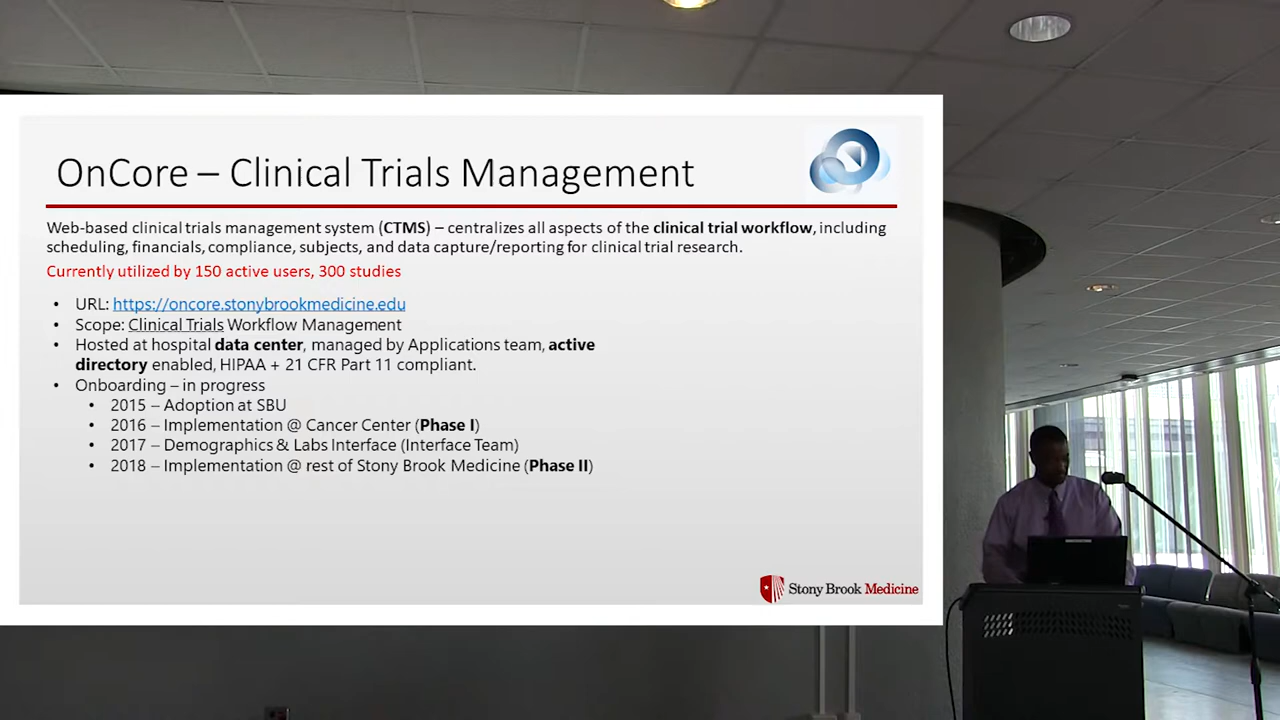 OnCore – Clinical Trials Management
Web-based clinical trials management system (CTMS) – centralizes all aspects of the clinical trial workflow, including
scheduling, financials, compliance, subjects, and data capture/reporting for clinical trial research.
Currently utilized by 150 active users, 300 studies
• URL: https://oncore.stonybrookmedicine.edu
• Scope: Clinical Trials Workflow Management
• Hosted at hospital data center, managed by Applications team, active
directory enabled, HIPAA + 21 CFR Part 11 compliant.
• Onboarding – in progress
• 2015 – Adoption at SBU
• 2016 – Implementation @ Cancer Center (Phase I)
• 2017 – Demographics & Labs Interface (Interface Team)
• 2018 – Implementation @ rest of Stony Brook Medicine (Phase II)
Stony Brook Medicine